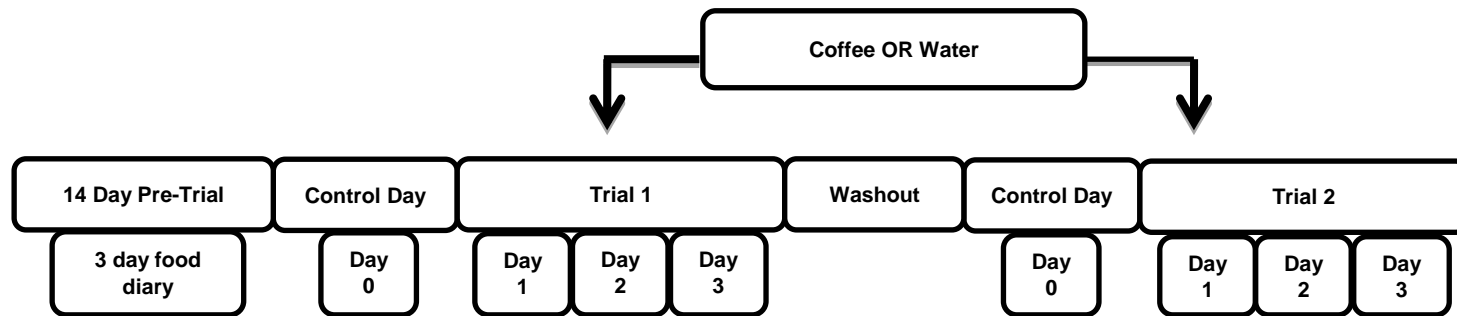 Coffee OR Water
14 Day Pre-Trial
Control Day
Trial 1
Washout
Control Day
Trial 2
3 day food
diary
Day
0
Day
1
Day
2
Day
3
Day
0
Day
1
Day
2
Day
3